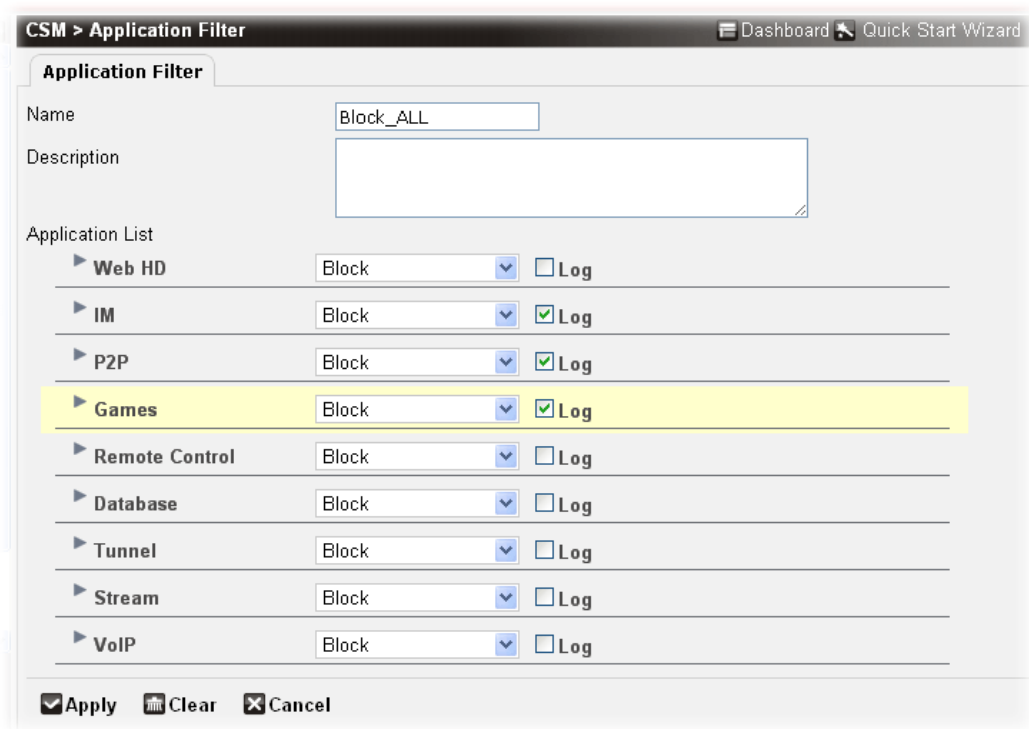 CSM > Application Filter Dashboard Quick Start Wizard
Application Filter
Name Block_ALL
Description
Application List
Web HD Block Log
IM Block Log
P2P Block Log
Games Block Log
Remote Control Block Log
Database Block Log
Tunnel Block Log
Stream Block Log
VoIP Block Log
Apply Clear Cancel